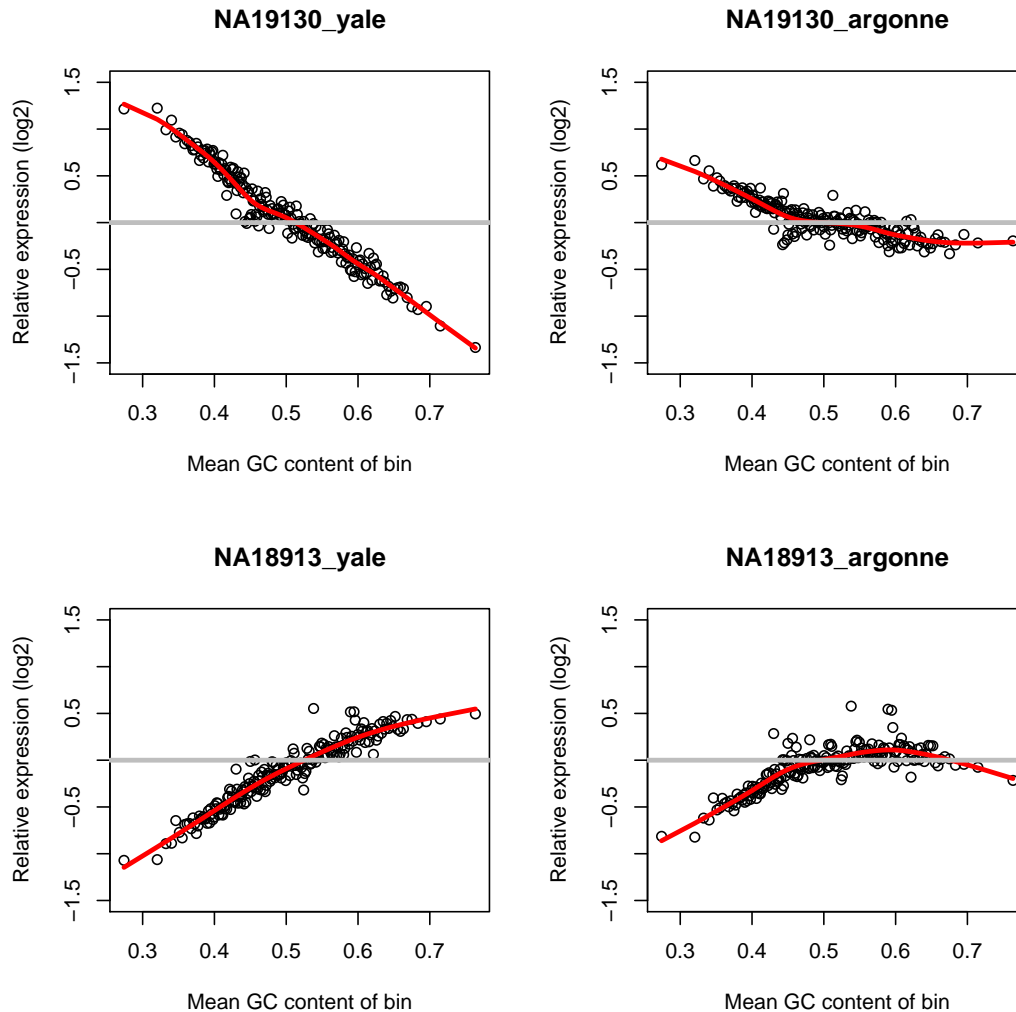 NA19130_yale
Relative expression (log2)
1.5
0.5
−0.5
−1.5
0.3 0.4 0.5 0.6 0.7
Mean GC content of bin
NA19130_argonne
Relative expression (log2)
1.5
0.5
−0.5
−1.5
0.3 0.4 0.5 0.6 0.7
Mean GC content of bin
NA18913_yale
Relative expression (log2)
1.5
0.5
−0.5
−1.5
0.3 0.4 0.5 0.6 0.7
Mean GC content of bin
NA18913_argonne
Relative expression (log2)
1.5
0.5
−0.5
−1.5
0.3 0.4 0.5 0.6 0.7
Mean GC content of bin